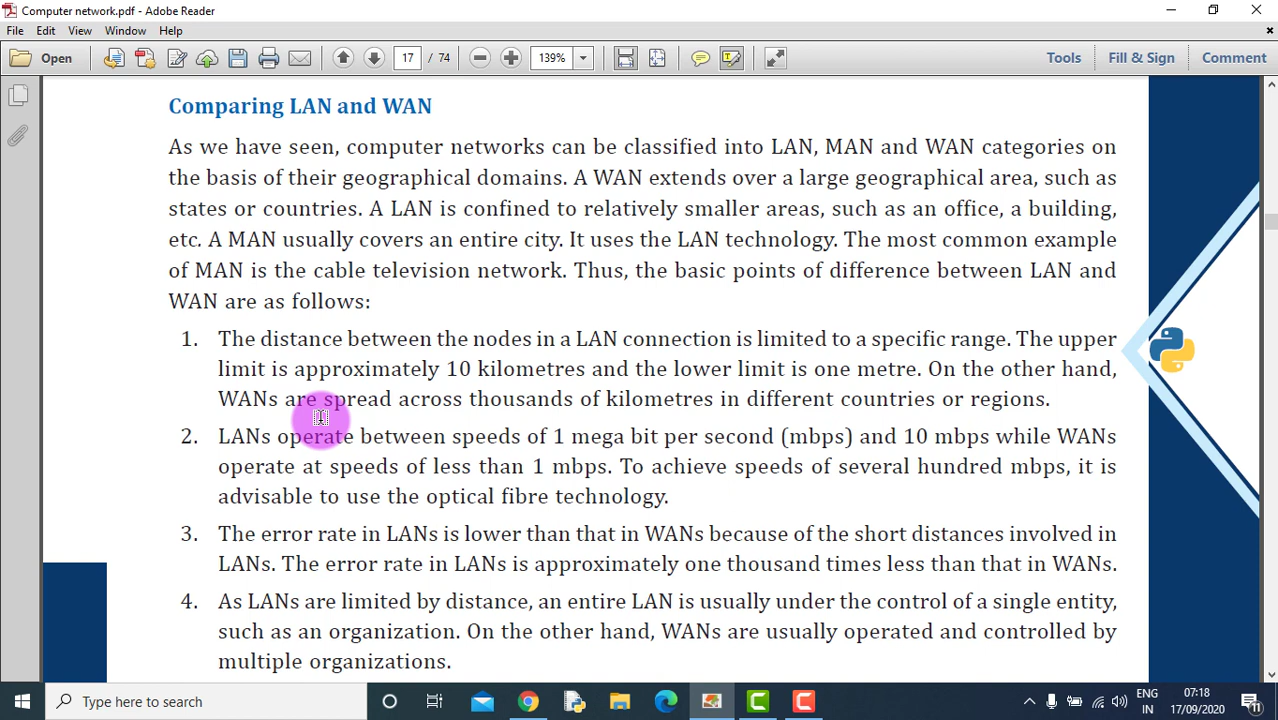 Computer network.pdf - Adobe Reader
File Edit View Window Help
Open 17 / 74 139% Tools Fill & Sign Comment
Comparing LAN and WAN
As we have seen, computer networks can be classified into LAN, MAN and WAN categories on
the basis of their geographical domains. A WAN extends over a large geographical area, such as
states or countries. A LAN is confined to relatively smaller areas, such as an office, a building,
etc. A MAN usually covers an entire city. It uses the LAN technology. The most common example
of MAN is the cable television network. Thus, the basic points of difference between LAN and
WAN are as follows:
1. The distance between the nodes in a LAN connection is limited to a specific range. The upper
limit is approximately 10 kilometres and the lower limit is one metre. On the other hand,
WANs are spread across thousands of kilometres in different countries or regions.
2. LANs operate between speeds of 1 mega bit per second (mbps) and 10 mbps while WANs
operate at speeds of less than 1 mbps. To achieve speeds of several hundred mbps, it is
advisable to use the optical fibre technology.
3. The error rate in LANs is lower than that in WANs because of the short distances involved in
LANs. The error rate in LANs is approximately one thousand times less than that in WANs.
4. As LANs are limited by distance, an entire LAN is usually under the control of a single entity,
such as an organization. On the other hand, WANs are usually operated and controlled by
multiple organizations.
Type here to search
ENG 07:18
IN 17/09/2020 11